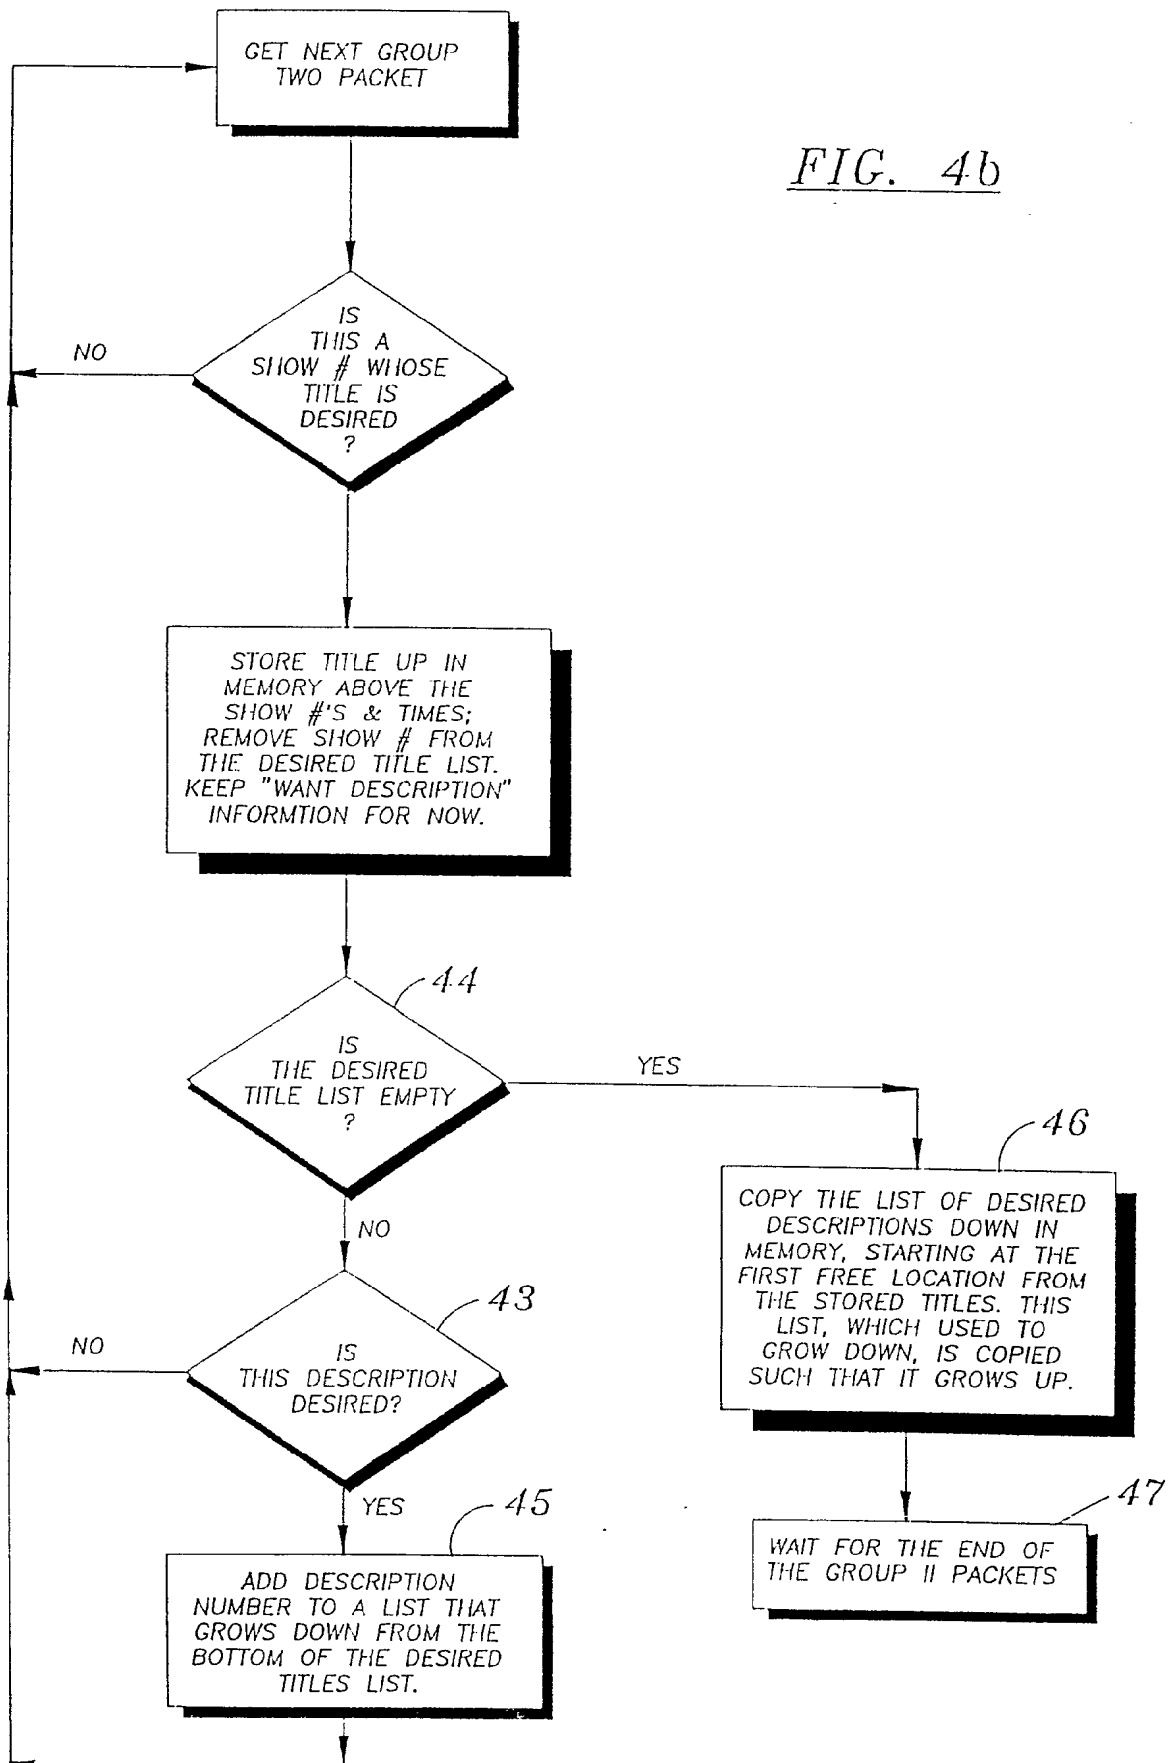 GET NEXT GROUP
TWO PACKET
FIG. 4b
IS
THIS A
SHOW # WHOSE
TITLE IS
DESIRED
?
NO
STORE TITLE UP IN
MEMORY ABOVE THE
SHOW #'S & TIMES;
REMOVE SHOW # FROM
THE DESIRED TITLE LIST.
KEEP "WANT DESCRIPTION"
INFORMTION FOR NOW.
44
IS
THE DESIRED
TITLE LIST EMPTY
?
YES
NO
46
COPY THE LIST OF DESIRED
DESCRIPTIONS DOWN IN
MEMORY, STARTING AT THE
FIRST FREE LOCATION FROM
THE STORED TITLES. THIS
LIST, WHICH USED TO
GROW DOWN, IS COPIED
SUCH THAT IT GROWS UP.
43
IS
THIS DESCRIPTION
DESIRED?
NO
YES
45
ADD DESCRIPTION
NUMBER TO A LIST THAT
GROWS DOWN FROM THE
BOTTOM OF THE DESIRED
TITLES LIST.
47
WAIT FOR THE END OF
THE GROUP II PACKETS